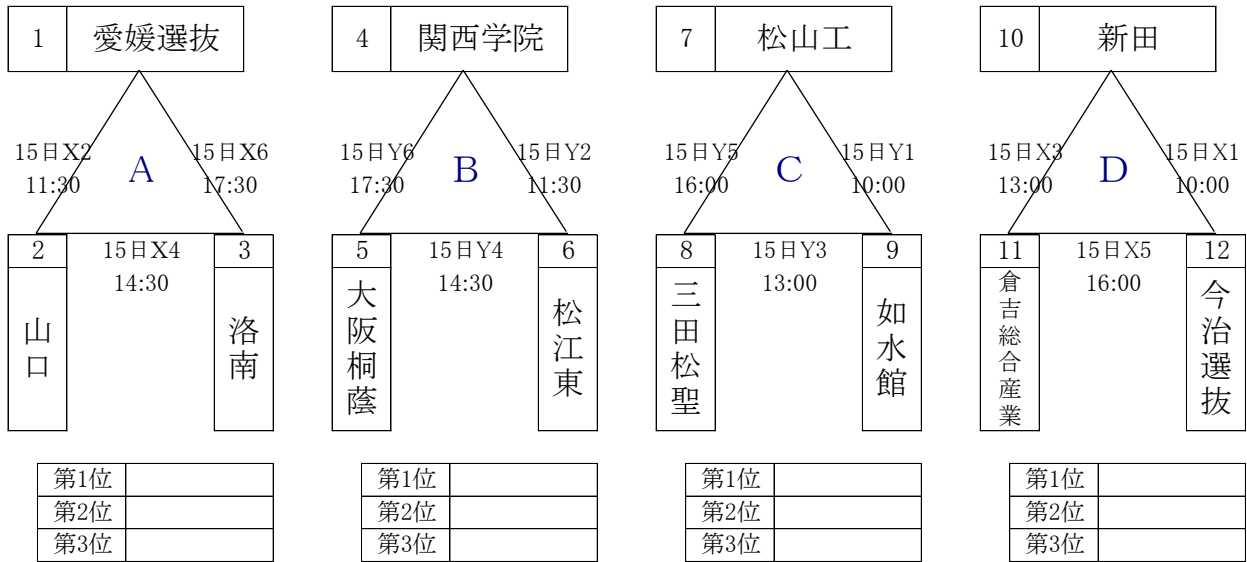 1 愛媛選抜 4 関西学院 7 松山工 10 新田
15日X2 15日X6 15日Y6 15日Y2 15日Y5 15日Y1 15日X3 15日X1
A B C D
11:30 17:30 17:30 11:30 16:00 10:00 13:00 10:00
2 15日X4 3 5 15日Y4 6 8 15日Y3 9 11 15日X5 12
14:30 14:30 13:00 16:00
山口
洛南
大阪桐蔭
松江東
三田松聖
如水館
倉吉総合産業
今治選抜
第1位 第1位 第1位 第1位
第2位 第2位 第2位 第2位
第3位 第3位 第3位 第3位